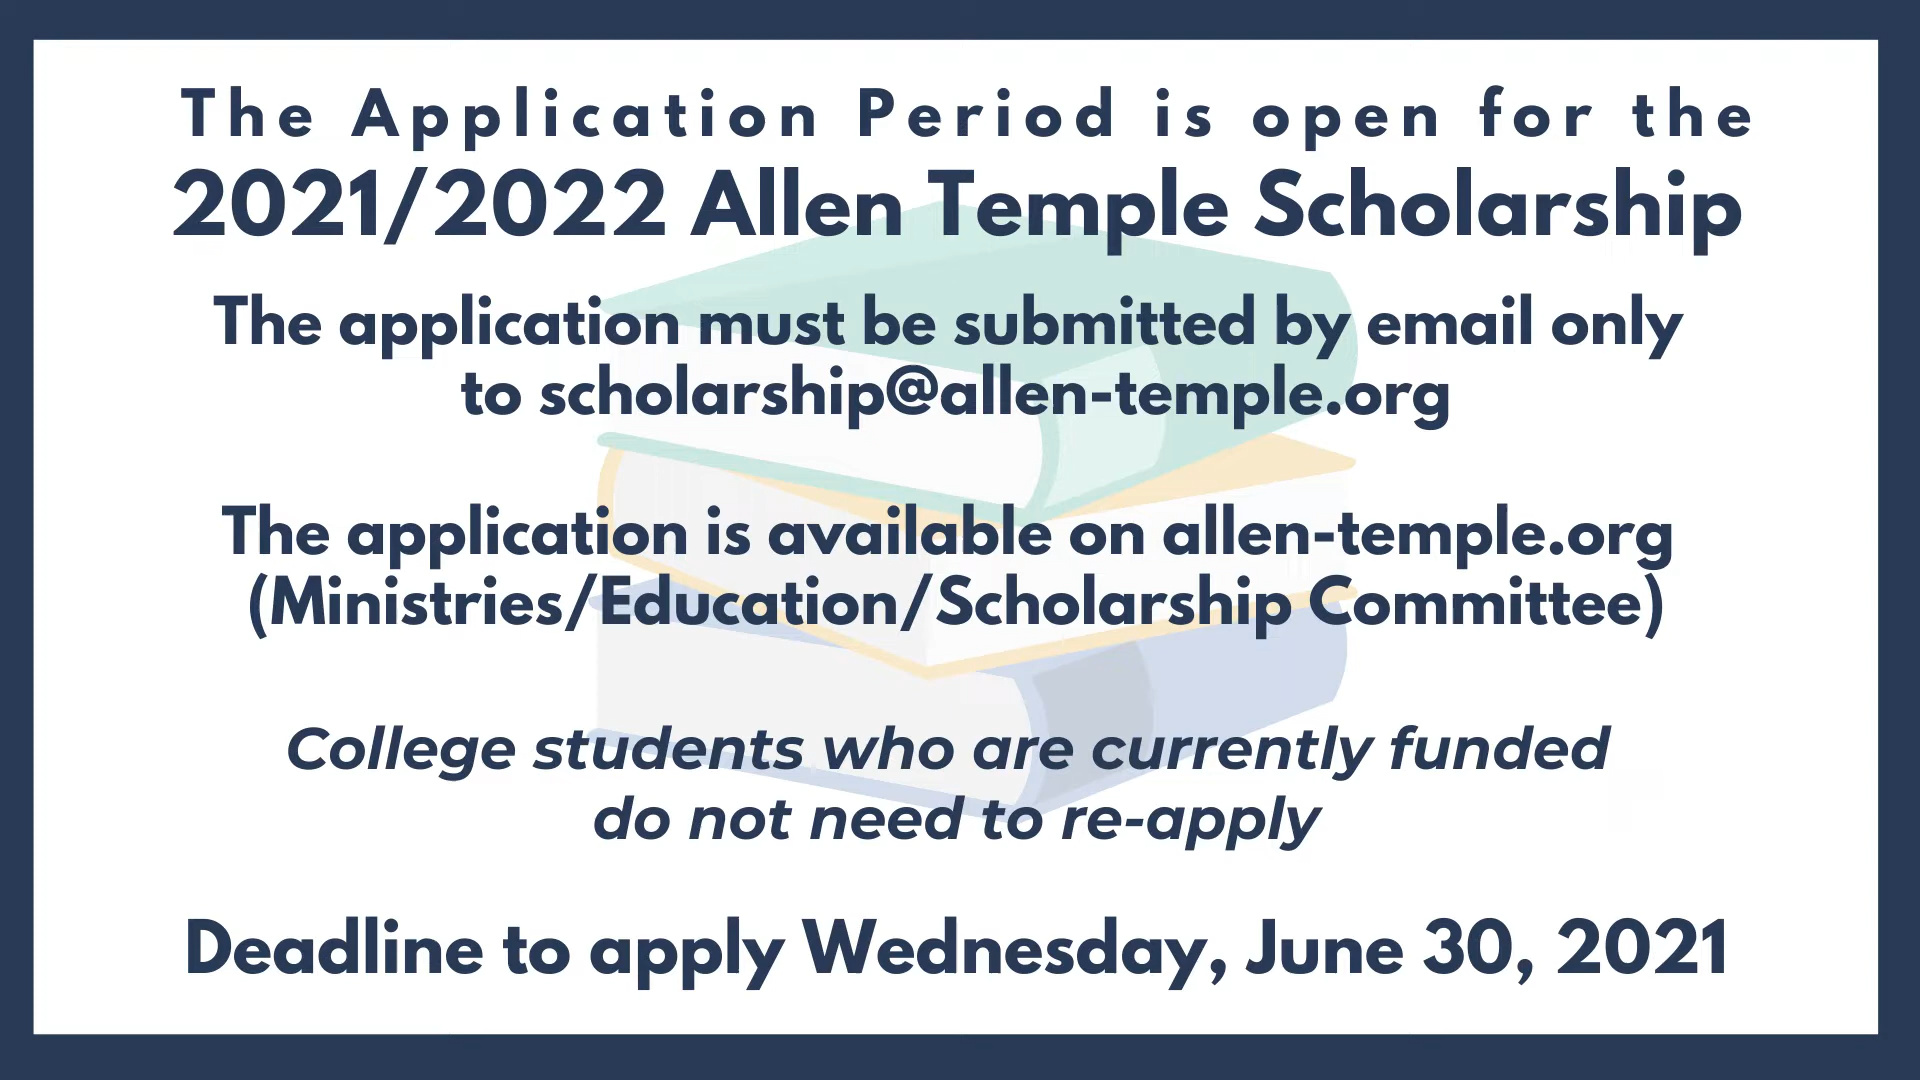 The Application Period is open for the
2021/2022 Allen Temple Scholarship
The application must be submitted by email only
to scholarship@allen-temple.org
The application is available on allen-temple.org
(Ministries/Education/Scholarship Committee)
College students who are currently funded
do not need to re-apply
Deadline to apply Wednesday, June 30, 2021